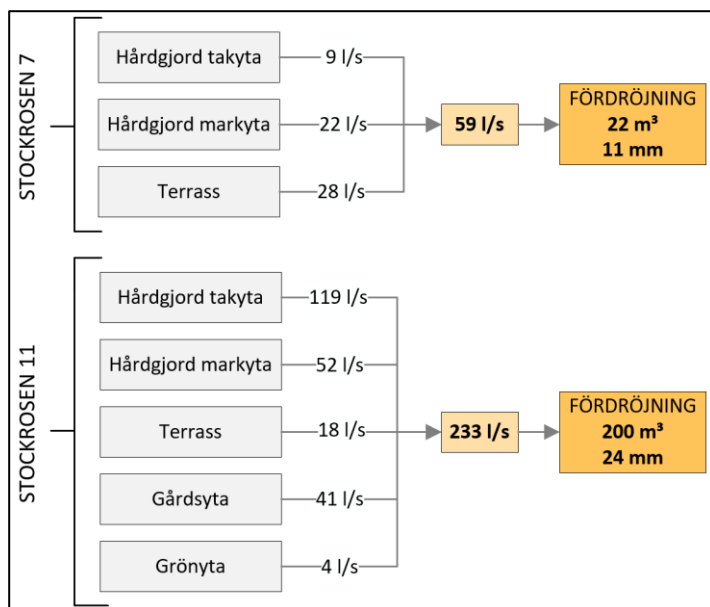 STOCKROSEN 7
Hårdgjord takyta
9 l/s
Hårdgjord markyta
22 l/s
Terrass
28 l/s
59 l/s
FÖRDRÖJNING
22 m³
11 mm
STOCKROSEN 11
Hårdgjord takyta
119 l/s
Hårdgjord markyta
52 l/s
Terrass
18 l/s
Gårdsyta
41 l/s
Grönyta
4 l/s
233 l/s
FÖRDRÖJNING
200 m³
24 mm